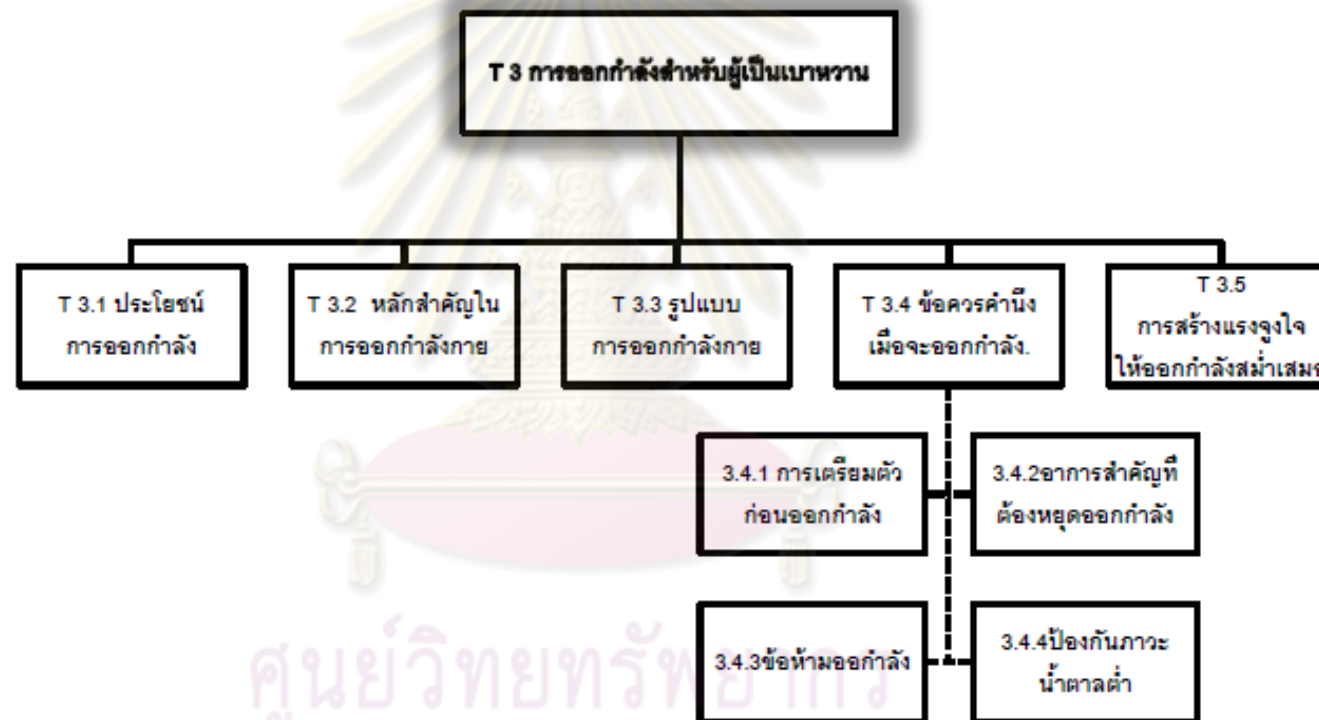 T 3 การออกกำลังสำหรับผู้เป็นเบาหวาน
T 3.1 ประโยชน์
การออกกำลัง
T 3.2 หลักสำคัญใน
การออกกำลังกาย
T 3.3 รูปแบบ
การออกกำลังกาย
T 3.4 ข้อควรคำนึง
เมื่อจะออกกำลัง.
T 3.5
การสร้างแรงจูงใจ
ให้ออกกำลังสม่ำเสมอ
3.4.1 การเตรียมตัว
ก่อนออกกำลัง
3.4.2อาการสำคัญที่
ต้องหยุดออกกำลัง
3.4.3ข้อห้ามออกำลัง
3.4.4ป้องกันภาวะ
น้ำตาลต่ำ
ศูนย์วิทยทรัพยากร